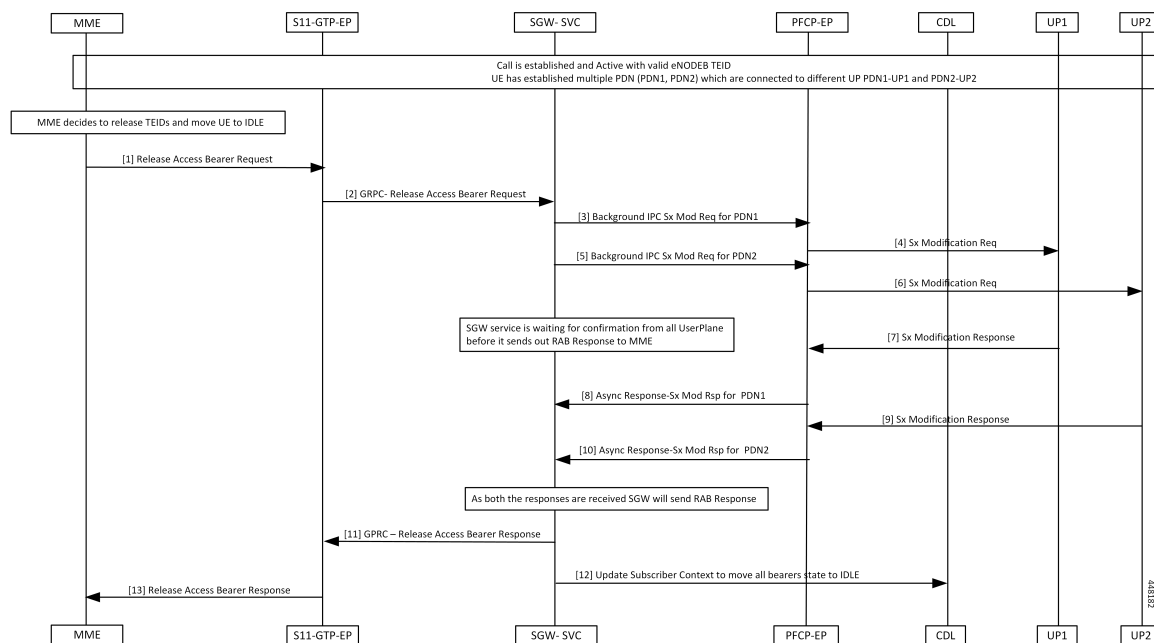 MME
S11-GTP-EP
SGW- SVC
PFCP-EP
CDL
UP1
UP2
Call is established and Active with valid eNODEB TEID
UE has established multiple PDN (PDN1, PDN2) which are connected to different UP PDN1-UP1 and PDN2-UP2
MME decides to release TEIDs and move UE to IDLE
[1] Release Access Bearer Request
[2] GRPC- Release Access Bearer Request
[3] Background IPC Sx Mod Req for PDN1
[4] Sx Modification Req
[5] Background IPC Sx Mod Req for PDN2
[6] Sx Modification Req
SGW service is waiting for confirmation from all UserPlane
before it sends out RAB Response to MME
[7] Sx Modification Response
[8] Async Response-Sx Mod Rsp for  PDN1
[9] Sx Modification Response
[10] Async Response-Sx Mod Rsp for  PDN2
As both the responses are received SGW will send RAB Response
[11] GPRC – Release Access Bearer Response
[12] Update Subscriber Context to move all bearers state to IDLE
[13] Release Access Bearer Response
448182
MME
S11-GTP-EP
SGW- SVC
PFCP-EP
CDL
UP1
UP2